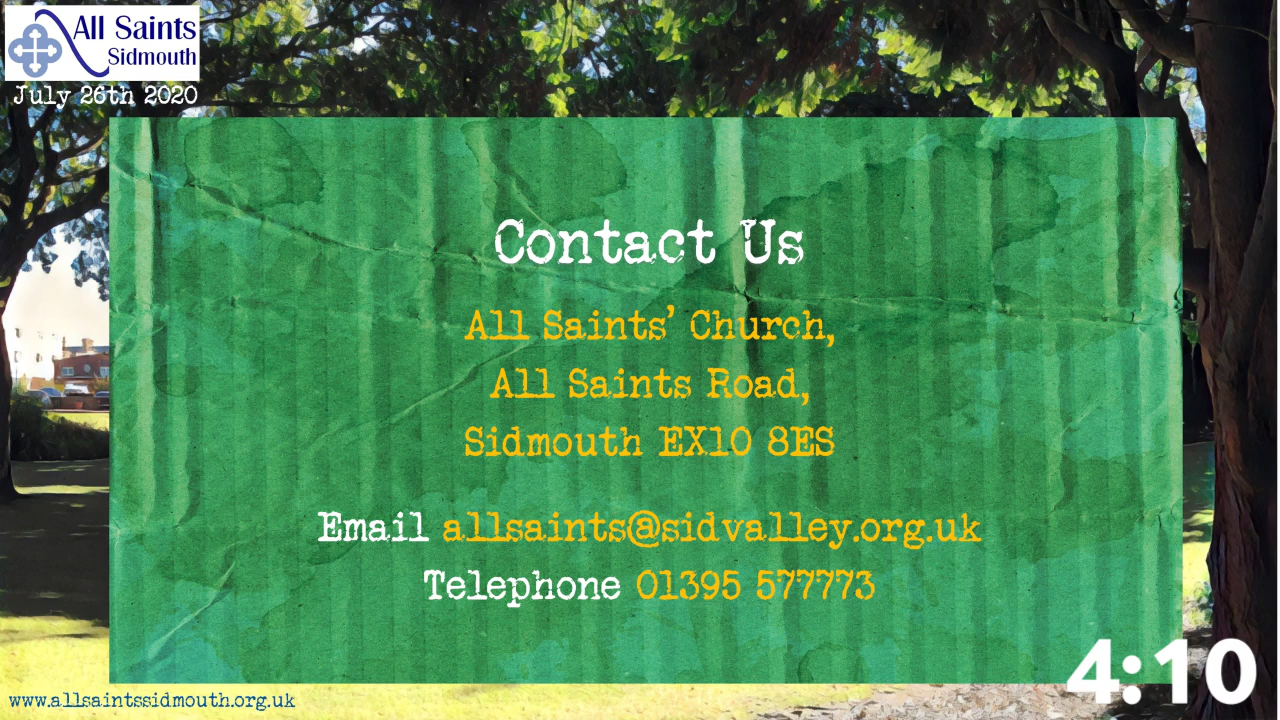 All Saints
Sidmouth
July 26th 2020
Contact Us
All Saints' Church,
All Saints Road,
Sidmouth EX10 8ES
Email allsaints@sidvalley.org.uk
Telephone 01395 577773
4:10
www.allsaintssidmouth.org.uk